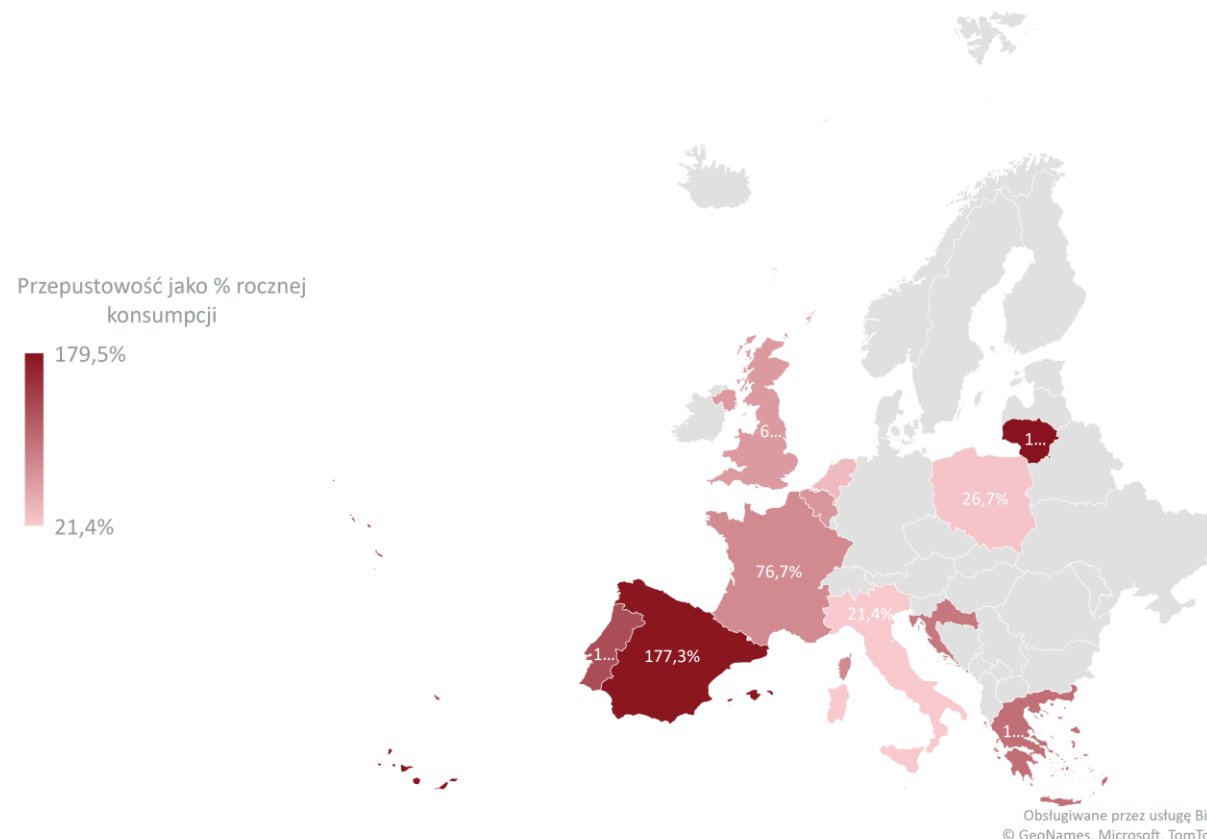 Przepustowość jako % rocznej
konsumpcji
179,5%
21,4%
6...
1...
26,7%
76,7%
21,4%
1...
177,3%
1...
Obsługiwane przez usługę Bi
© GeoNames, Microsoft, TomTo